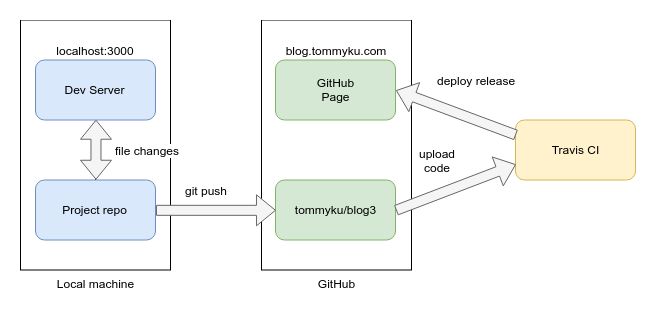 localhost:3000
Dev Server
file changes
Project repo
Local machine
git push
blog.tommyku.com
GitHub
Page
tommyku/blog3
GitHub
deploy release
upload
code
Travis CI